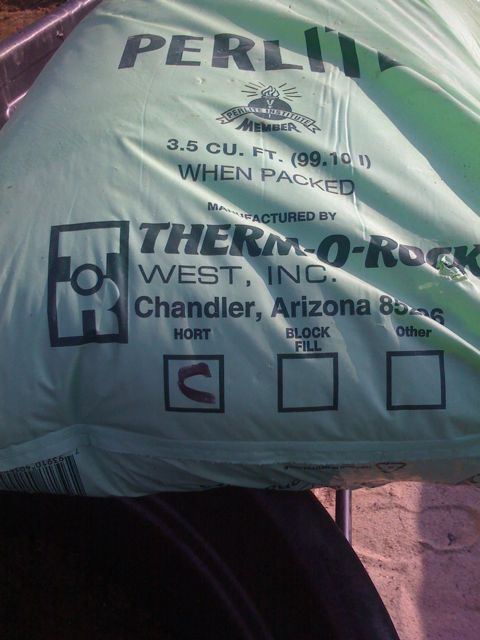 PERLITE
PERLITE INSTITUTE
MEMBER
3.5 CU. FT. (99.10 l)
WHEN PACKED
MANUFACTURED BY
THERM-O-ROCK
WEST, INC.
Chandler, Arizona
HORT
BLOCK
FILL
Other
C